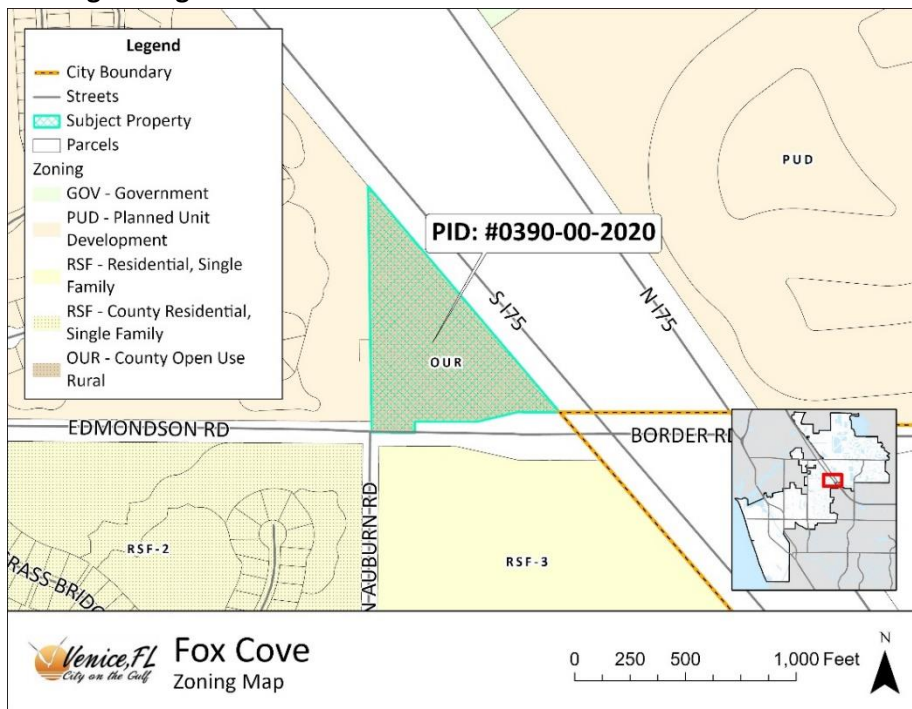 Legend
City Boundary
Streets
Subject Property
Parcels
Zoning
GOV - Government
PUD - Planned Unit
Development
RSF - Residential, Single
Family
RSF - County Residential,
Single Family
OUR - County Open Use
Rural
PUD
PID: #0390-00-2020
S I75
N I75
OUR
EDMONDSON RD
BORDER RD
N AUBURN RD
RSF-2
RSF-3
GRASS BRIDG
Venice, FL
City on the Gulf
Fox Cove
Zoning Map
0 250 500 1,000 Feet
N